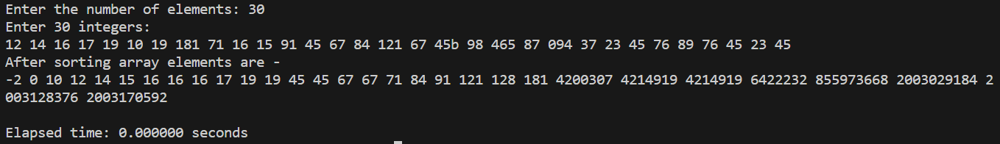 Enter the number of elements: 30
Enter 30 integers:
12 14 16 17 19 10 19 181 71 16 15 91 45 67 84 121 67 45b 98 465 87 094 37 23 45 76 89 76 45 23 45
After sorting array elements are -
-2 0 10 12 14 15 16 16 16 17 19 19 45 45 67 67 71 84 91 121 128 181 4200307 4214919 4214919 6422232 855973668 2003029184 2
003128376 2003170592
Elapsed time: 0.000000 seconds